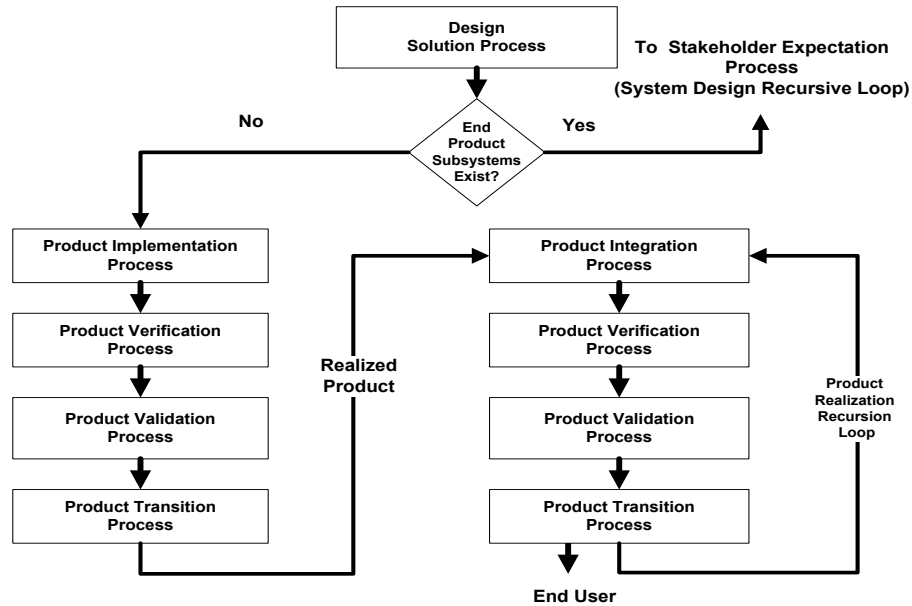 Design
Solution Process
To Stakeholder Expectation
Process
(System Design Recursive Loop)
No
End
Product
Subsystems
Exist?
Yes
Product Implementation
Process
Product Verification
Process
Product Validation
Process
Product Transition
Process
Realized
Product
Product Integration
Process
Product Verification
Process
Product Validation
Process
Product Transition
Process
Product
Realization
Recursion
Loop
End User